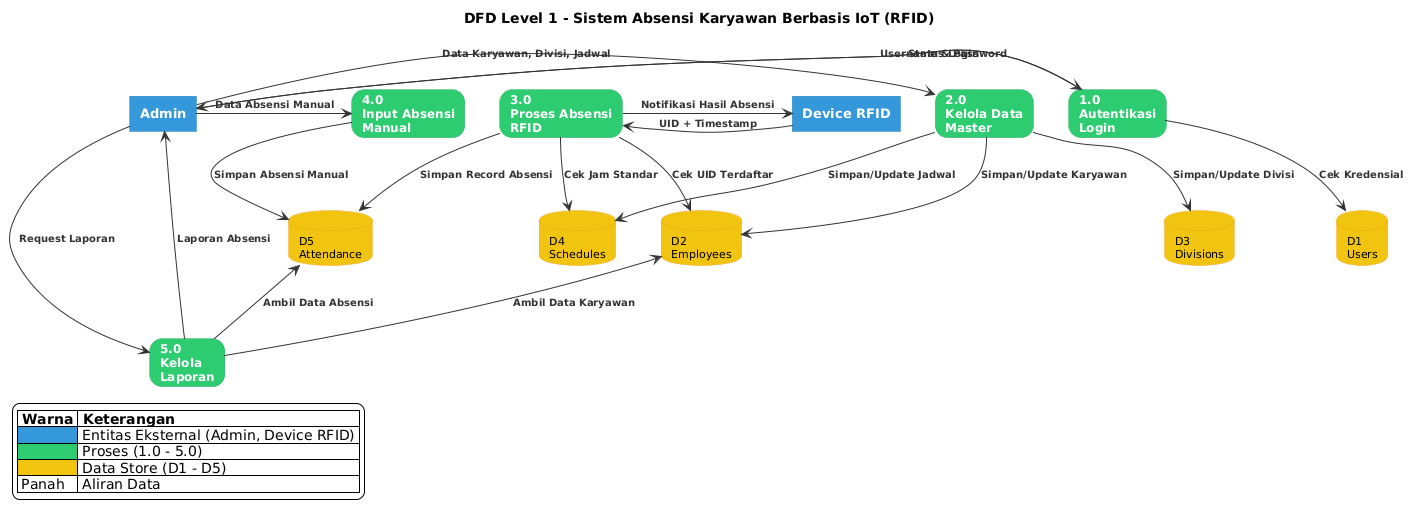 DFD Level 1 - Sistem Absensi Karyawan Berbasis IoT (RFID)
Data Karyawan, Divisi, Jadwal
Username & Password
Status Login
Admin
Data Absensi Manual
4.0
Input Absensi
Manual
3.0
Proses Absensi
RFID
Notifikasi Hasil Absensi
UID + Timestamp
Device RFID
2.0
Kelola Data
Master
1.0
Autentikasi
Login
Simpan Absensi Manual
Simpan Record Absensi
Cek Jam Standar
Cek UID Terdaftar
Simpan/Update Jadwal
Simpan/Update Karyawan
Simpan/Update Divisi
Cek Kredensial
Request Laporan
Laporan Absensi
D5
Attendance
D4
Schedules
D2
Employees
D3
Divisions
D1
Users
Ambil Data Absensi
Ambil Data Karyawan
5.0
Kelola
Laporan
Warna Keterangan
Entitas Eksternal (Admin, Device RFID)
Proses (1.0 - 5.0)
Data Store (D1 - D5)
Panah Aliran Data